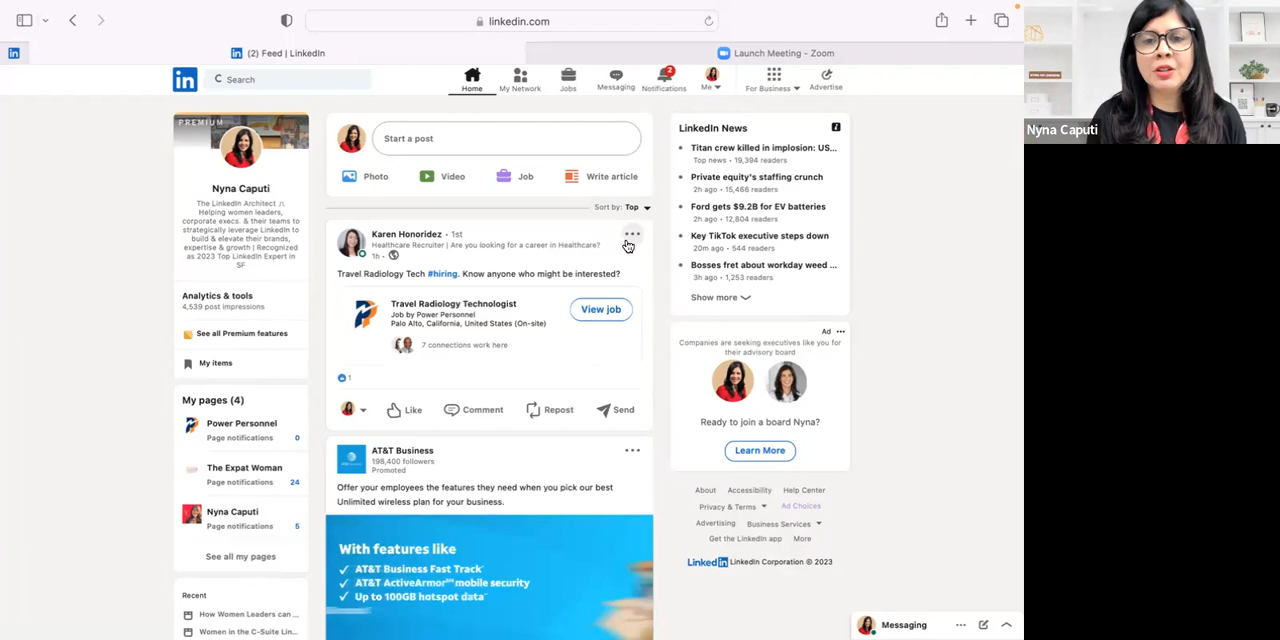 linkedin.com
(2) Feed | LinkedIn
Launch Meeting - Zoom
in
Search
Home
My Network
Jobs
Messaging
2
Notifications
Me
For Business
Advertise
Nyna Caputi
PREMIUM
Nyna Caputi
The LinkedIn Architect
Helping women leaders,
corporate execs. & their teams to
strategically leverage LinkedIn to
build & elevate their brands,
expertise & growth | Recognized
as 2023 Top LinkedIn Expert in
SF
Analytics & tools
4,539 post impressions
See all Premium features
My items
My pages (4)
Power Personnel
Page notifications 0
The Expat Woman
Page notifications 24
Nyna Caputi
Page notifications 5
See all my pages
Recent
How Women Leaders can ...
Women in the C-Suite Lin...
Start a post
Photo
Video
Job
Write article
Sort by: Top
Karen Honoridez • 1st
Healthcare Recruiter | Are you looking for a career in Healthcare?
1h •
Travel Radiology Tech #hiring. Know anyone who might be interested?
Travel Radiology Technologist
Job by Power Personnel
Palo Alto, California, United States (On-site)
View job
7 connections work here
1
Like
Comment
Repost
Send
AT&T Business
198,400 followers
Promoted
Offer your employees the features they need when you pick our best
Unlimited wireless plan for your business.
With features like
AT&T Business Fast Track
AT&T ActiveArmor℠ mobile security
Up to 100GB hotspot data
LinkedIn News
Titan crew killed in implosion: US...
Top news • 19,394 readers
Private equity's staffing crunch
2h ago • 15,466 readers
Ford gets $9.2B for EV batteries
2h ago • 12,804 readers
Key TikTok executive steps down
20m ago • 544 readers
Bosses fret about workday weed ...
3h ago • 1,253 readers
Show more
Ad
Companies are seeking executives like you for
their advisory board
Ready to join a board Nyna?
Learn More
About Accessibility Help Center
Privacy & Terms Ad Choices
Advertising Business Services
Get the LinkedIn app More
LinkedIn LinkedIn Corporation © 2023
Messaging